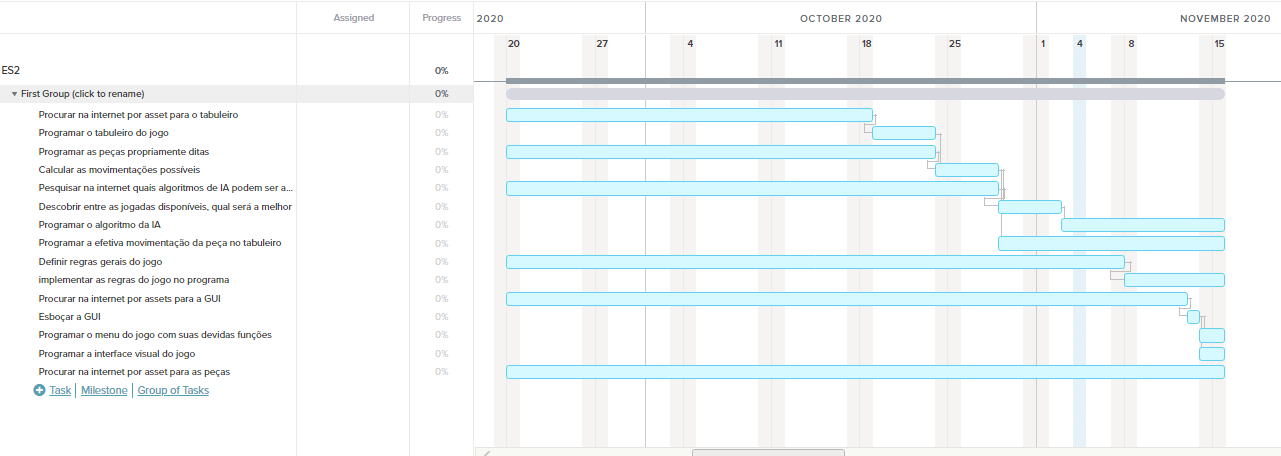 Assigned Progress 2020 OCTOBER 2020 NOVEMBER 2020
20 27 4 11 18 25 1 4 8 15
ES2 0%
First Group (click to rename) 0%
Procurar na internet por asset para o tabuleiro 0%
Programar o tabuleiro do jogo 0%
Programar as peças propriamente ditas 0%
Calcular as movimentações possíveis 0%
Pesquisar na internet quais algoritmos de IA podem ser a... 0%
Descobrir entre as jogadas disponíveis, qual será a melhor 0%
Programar o algoritmo da IA 0%
Programar a efetiva movimentação da peça no tabuleiro 0%
Definir regras gerais do jogo 0%
implementar as regras do jogo no programa 0%
Procurar na internet por assets para a GUI 0%
Esboçar a GUI 0%
Programar o menu do jogo com suas devidas funções 0%
Programar a interface visual do jogo 0%
Procurar na internet por asset para as peças 0%
Task Milestone Group of Tasks